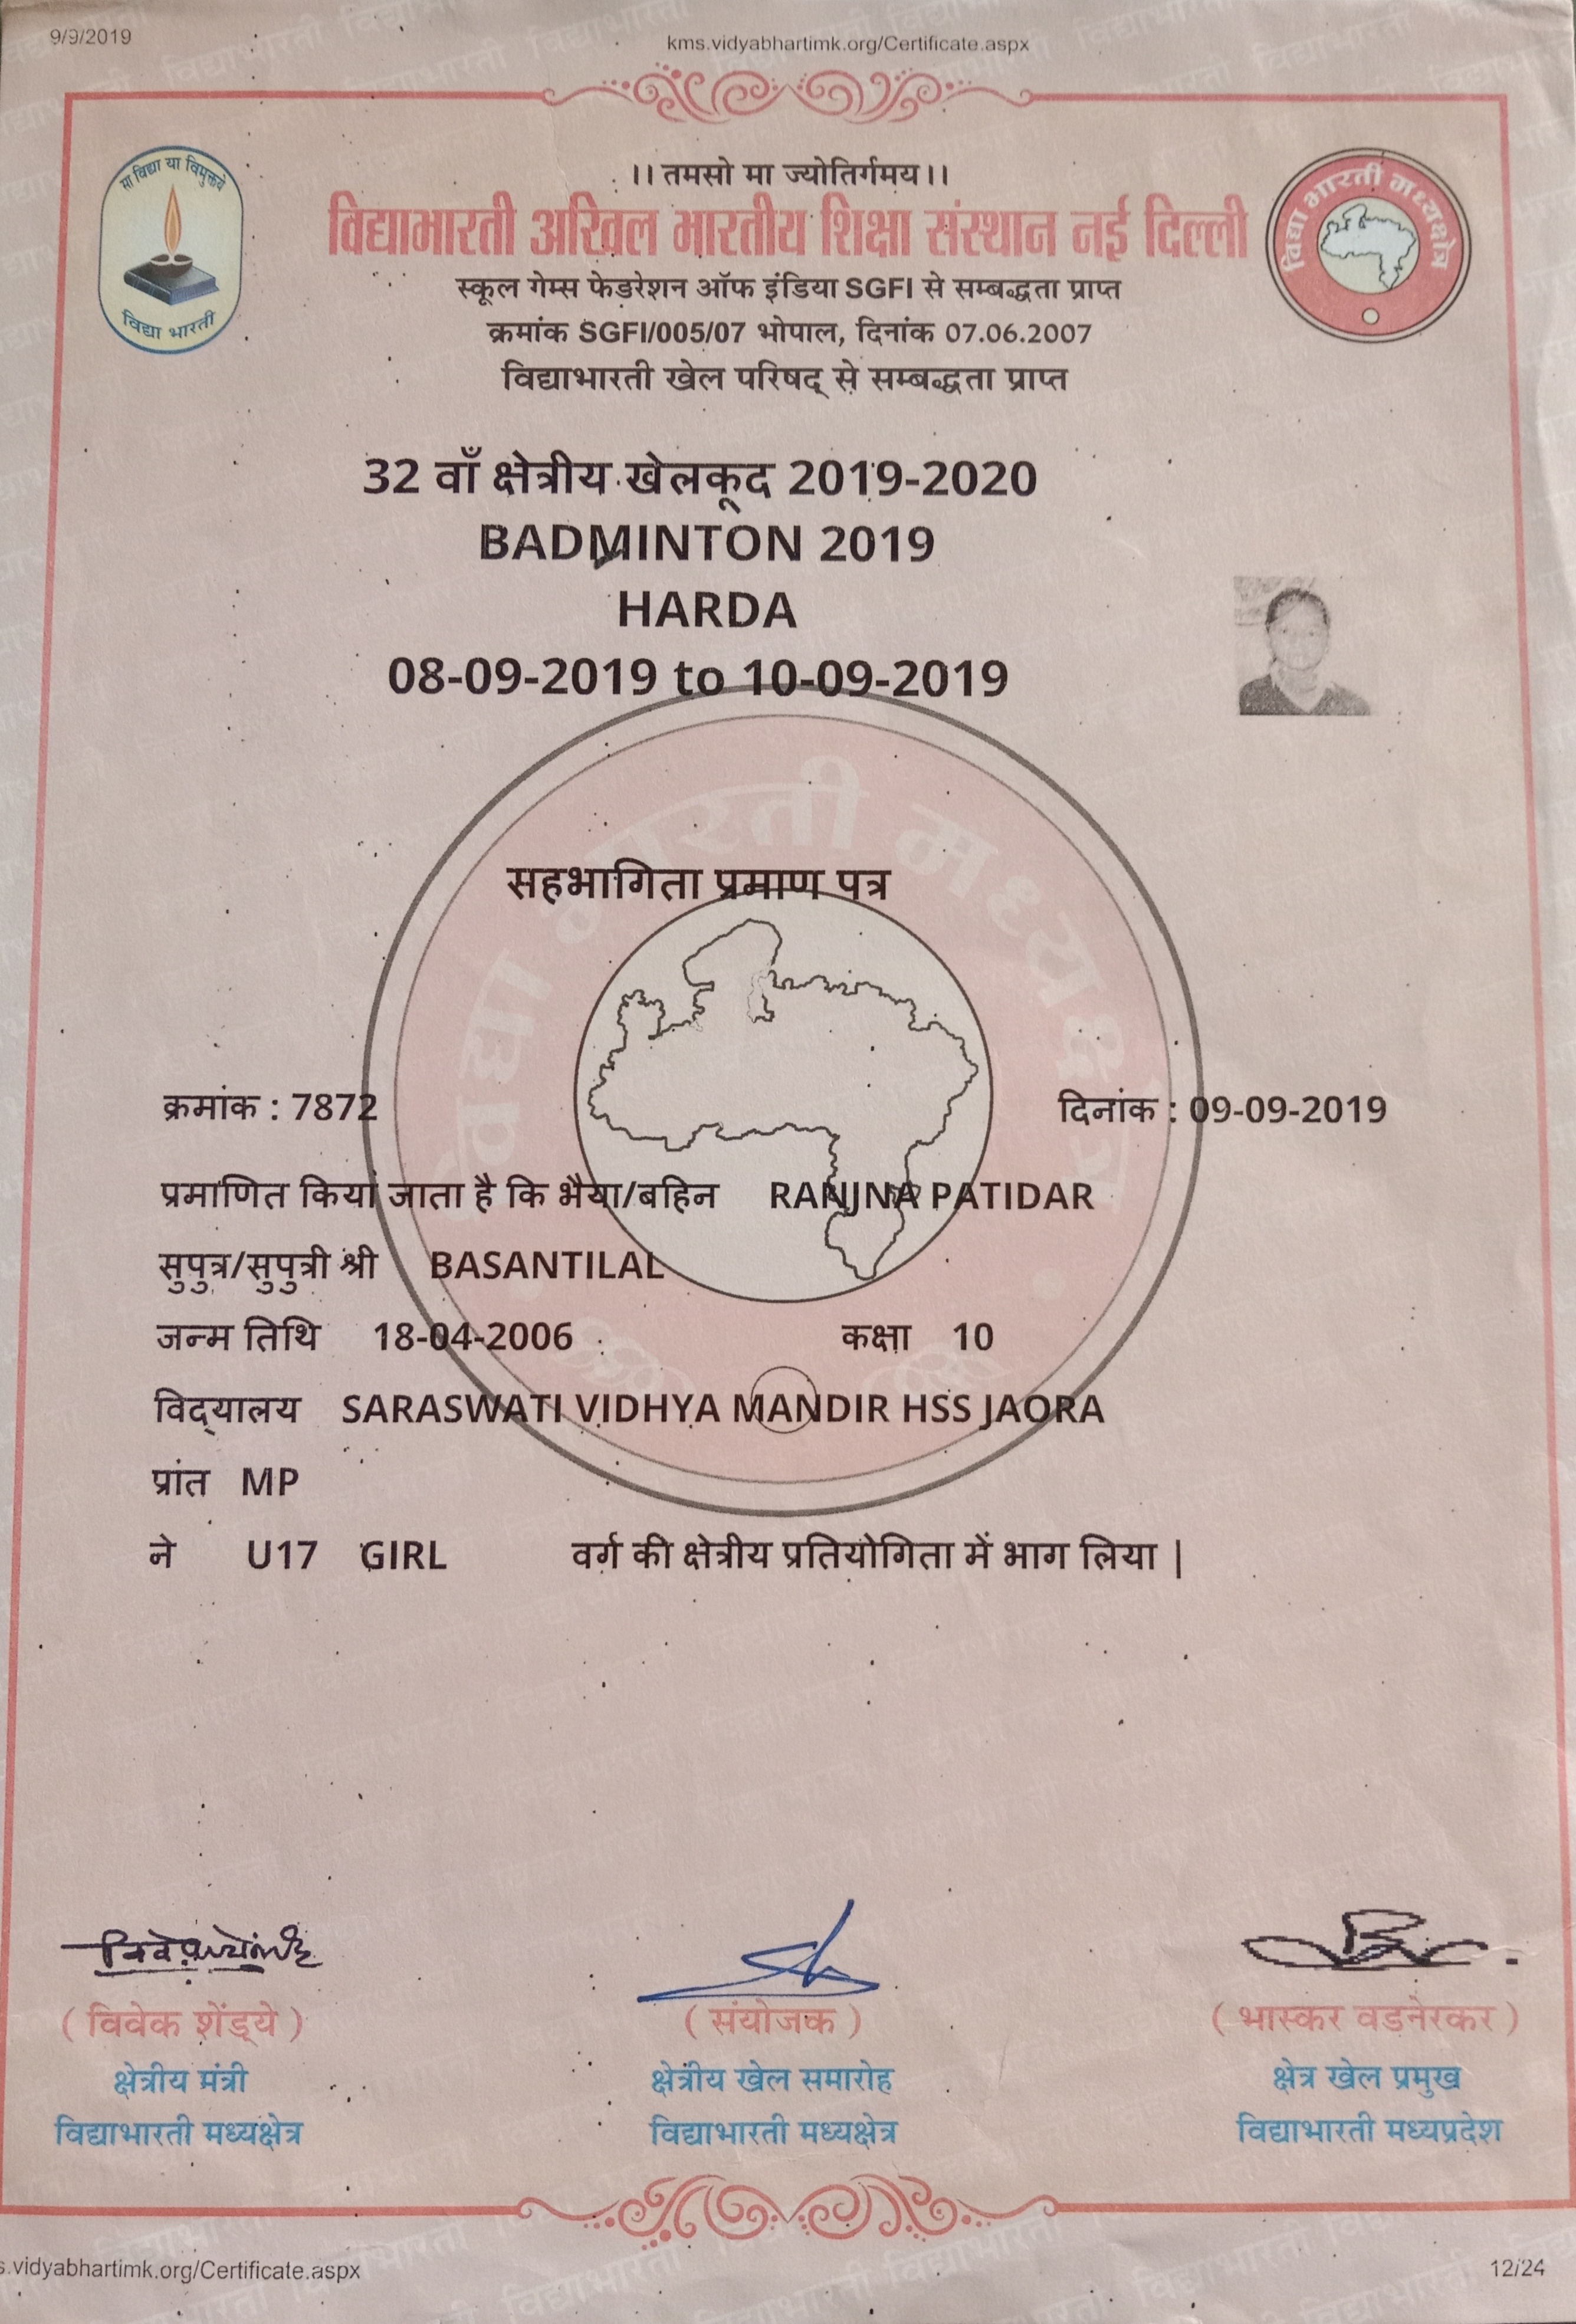 9/9/2019
kms.vidyabhartimk.org/Certificate.aspx
मा विद्या या विमुक्तये
विद्या भारती
विद्या भारती मध्यक्षेत्र
।। तमसो मा ज्योतिर्गमय।।
विद्याभारती अखिल भारतीय शिक्षा संस्थान नई दिल्ली
स्कूल गेम्स फेडरेशन ऑफ इंडिया SGFI से सम्बद्धता प्राप्त
क्रमांक SGFI/005/07 भोपाल, दिनांक 07.06.2007
विद्याभारती खेल परिषद् से सम्बद्धता प्राप्त
32 वाँ क्षेत्रीय खेलकूद 2019-2020
BADMINTON 2019
HARDA
08-09-2019 to 10-09-2019
सहभागिता प्रमाण पत्र
क्रमांक : 7872 दिनांक : 09-09-2019
प्रमाणित किया जाता है कि भैया/बहिन RANJNA PATIDAR
सुपुत्र/सुपुत्री श्री BASANTILAL
जन्म तिथि 18-04-2006 कक्षा 10
विद्यालय SARASWATI VIDHYA MANDIR HSS JAORA
प्रांत MP
ने U17 GIRL वर्ग की क्षेत्रीय प्रतियोगिता में भाग लिया |
( विवेक शेंड्ये ) ( संयोजक ) ( भास्कर वडनेरकर )
क्षेत्रीय मंत्री क्षेत्रीय खेल समारोह क्षेत्र खेल प्रमुख
विद्याभारती मध्यक्षेत्र विद्याभारती मध्यक्षेत्र विद्याभारती मध्यप्रदेश
s.vidyabhartimk.org/Certificate.aspx 12/24